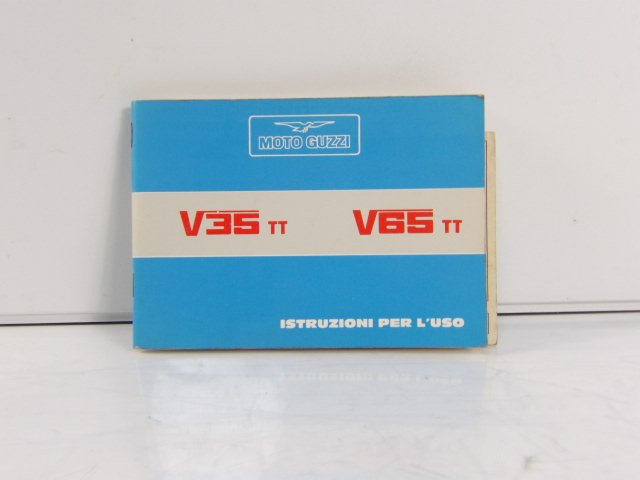 MOTO GUZZI
V35 TT V65 TT
ISTRUZIONI PER L'USO